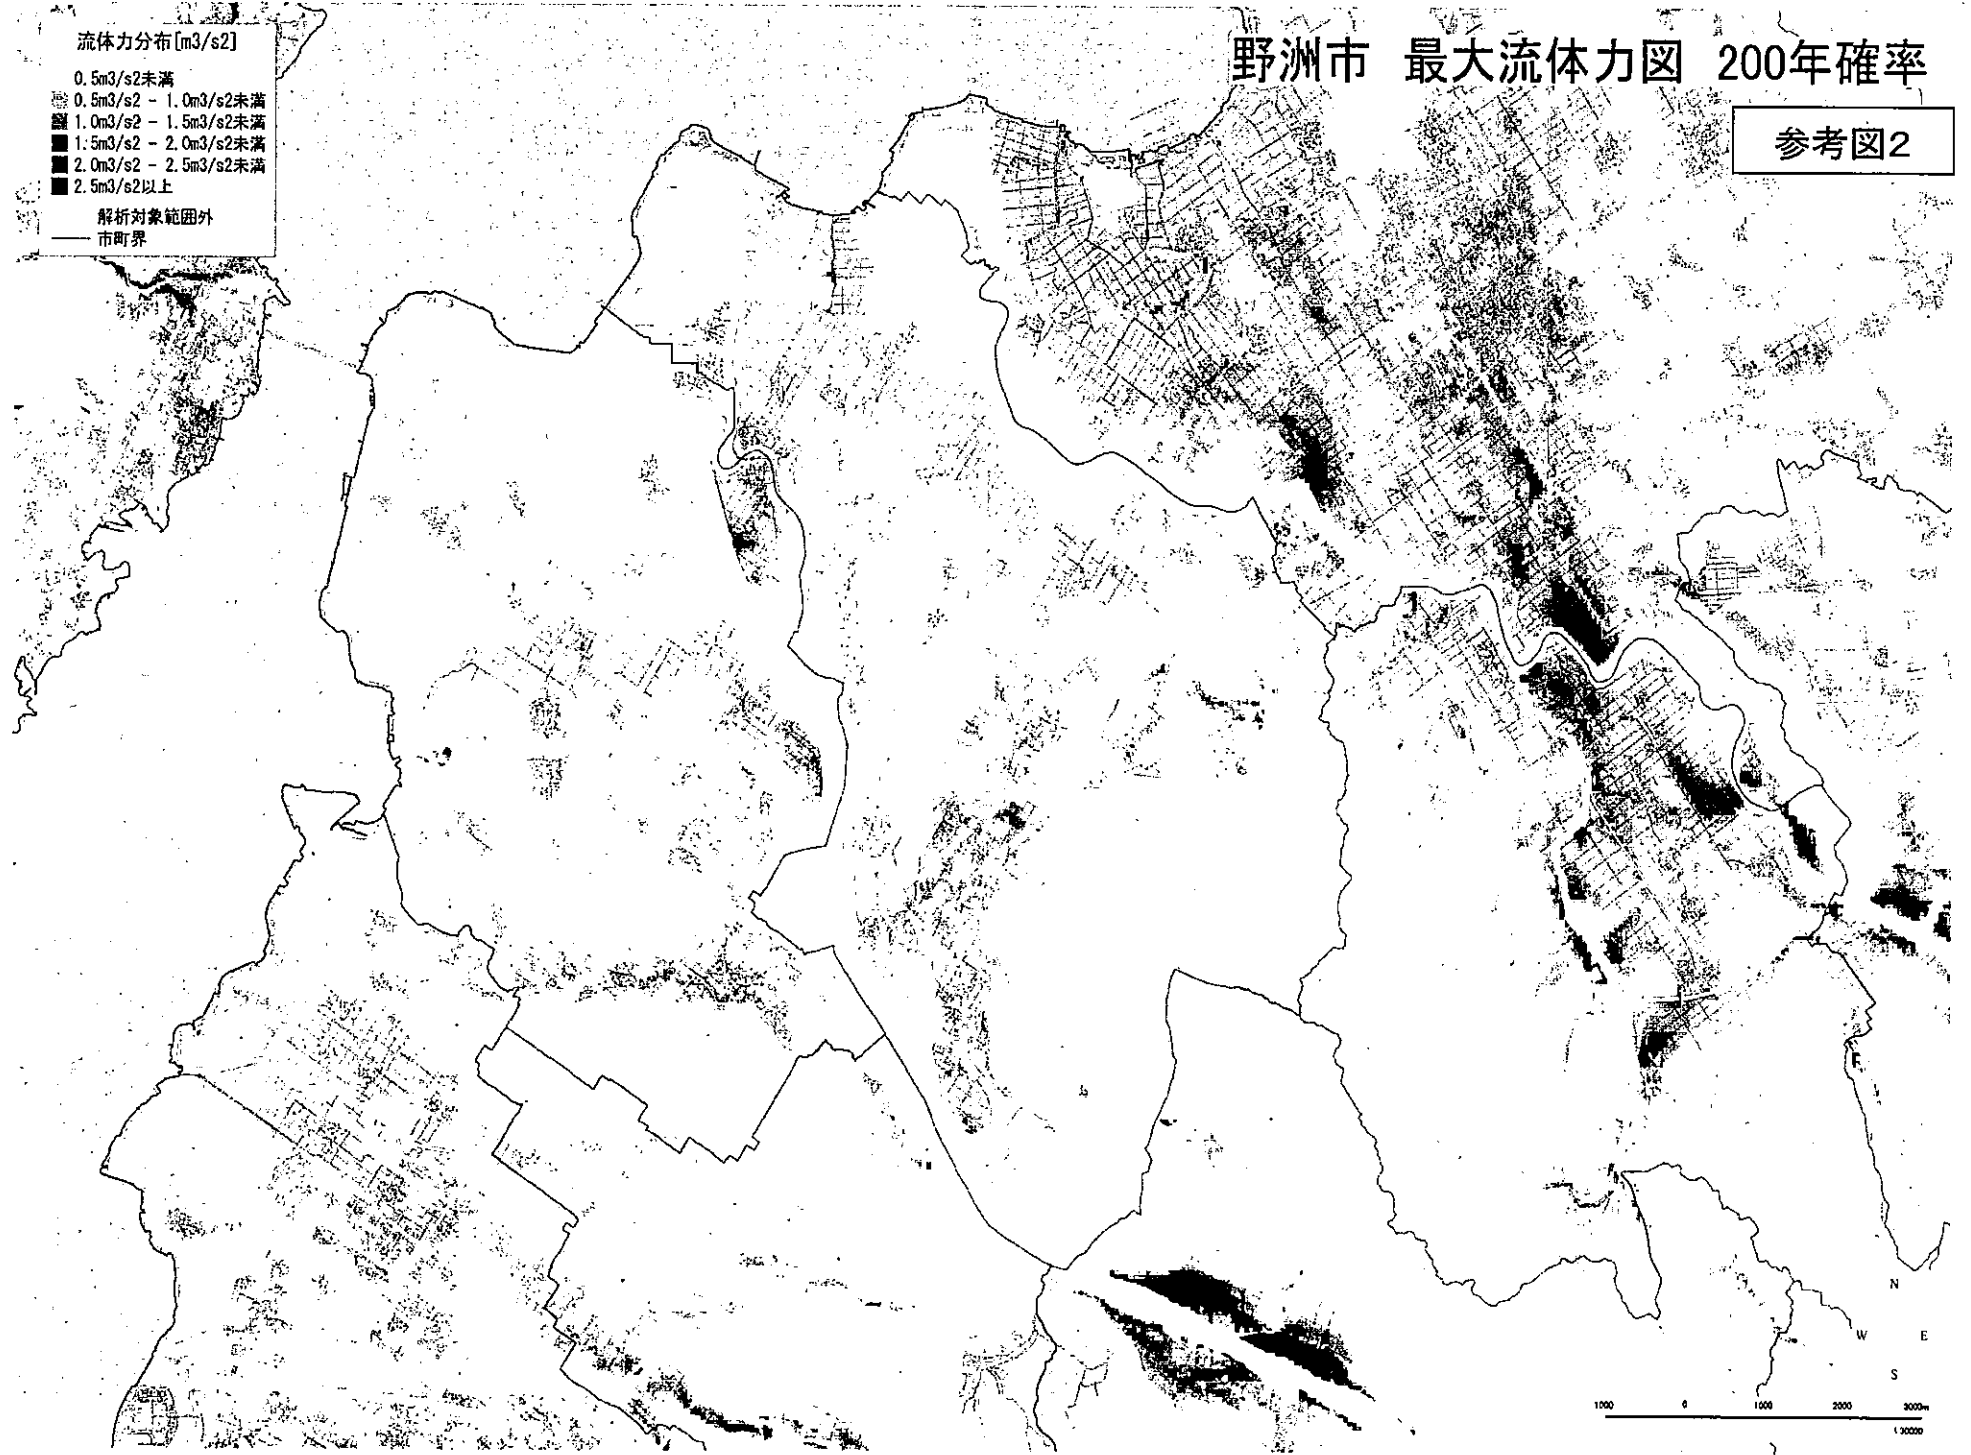 流体力分布[m3/s2]
0.5m3/s2未満
0.5m3/s2 - 1.0m3/s2未満
1.0m3/s2 - 1.5m3/s2未満
1.5m3/s2 - 2.0m3/s2未満
2.0m3/s2 - 2.5m3/s2未満
2.5m3/s2以上
解析対象範囲外
市町界
野洲市 最大流体力図 200年確率
参考図2
N
W E
S
1000 0 1000 2000 3000m